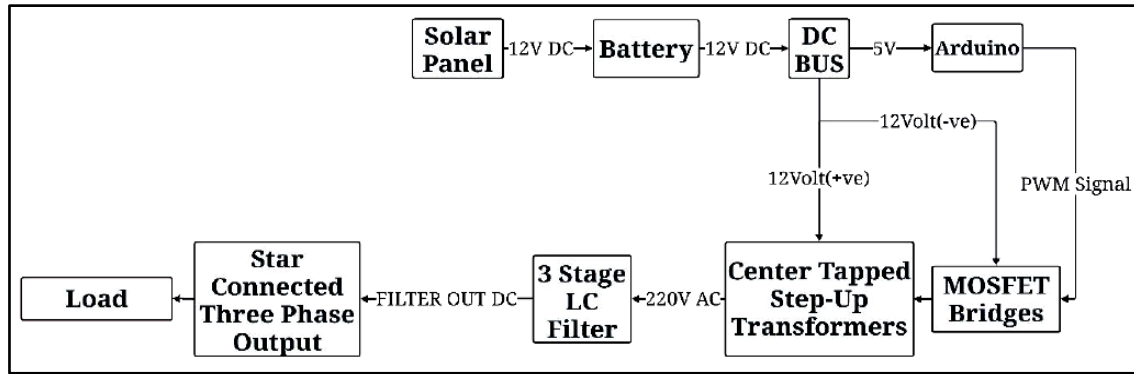 Solar
Panel
12V DC
Battery
12V DC
DC
BUS
5V
Arduino
12Volt(-ve)
12Volt(+ve)
PWM Signal
Load
Star
Connected
Three Phase
Output
FILTER OUT DC
3 Stage
LC
Filter
220V AC
Center Tapped
Step-Up
Transformers
MOSFET
Bridges